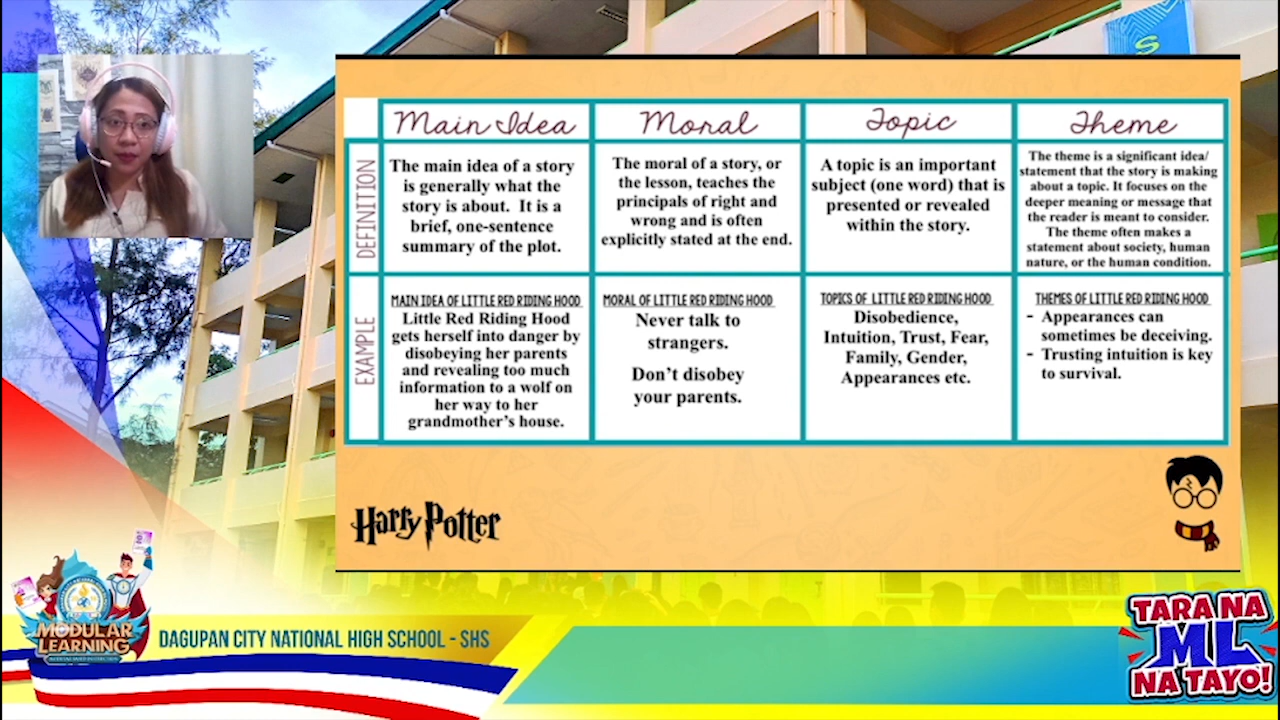 Main Idea
Moral
Topic
Theme
DEFINITION
The main idea of a story
is generally what the
story is about. It is a
brief, one-sentence
summary of the plot.
The moral of a story, or
the lesson, teaches the
principals of right and
wrong and is often
explicitly stated at the end.
A topic is an important
subject (one word) that is
presented or revealed
within the story.
The theme is a significant idea/
statement that the story is making
about a topic. It focuses on the
deeper meaning or message that
the reader is meant to consider.
The theme often makes a
statement about society, human
nature, or the human condition.
EXAMPLE
MAIN IDEA OF LITTLE RED RIDING HOOD
Little Red Riding Hood
gets herself into danger by
disobeying her parents
and revealing too much
information to a wolf on
her way to her
grandmother's house.
MORAL OF LITTLE RED RIDING HOOD
Never talk to
strangers.
Don't disobey
your parents.
TOPICS OF LITTLE RED RIDING HOOD
Disobedience,
Intuition, Trust, Fear,
Family, Gender,
Appearances etc.
THEMES OF LITTLE RED RIDING HOOD
- Appearances can
sometimes be deceiving.
- Trusting intuition is key
to survival.
Harry Potter
MODULAR
LEARNING
DAGUPAN CITY NATIONAL HIGH SCHOOL - SHS
TARA NA
ML
NA TAYO!
S